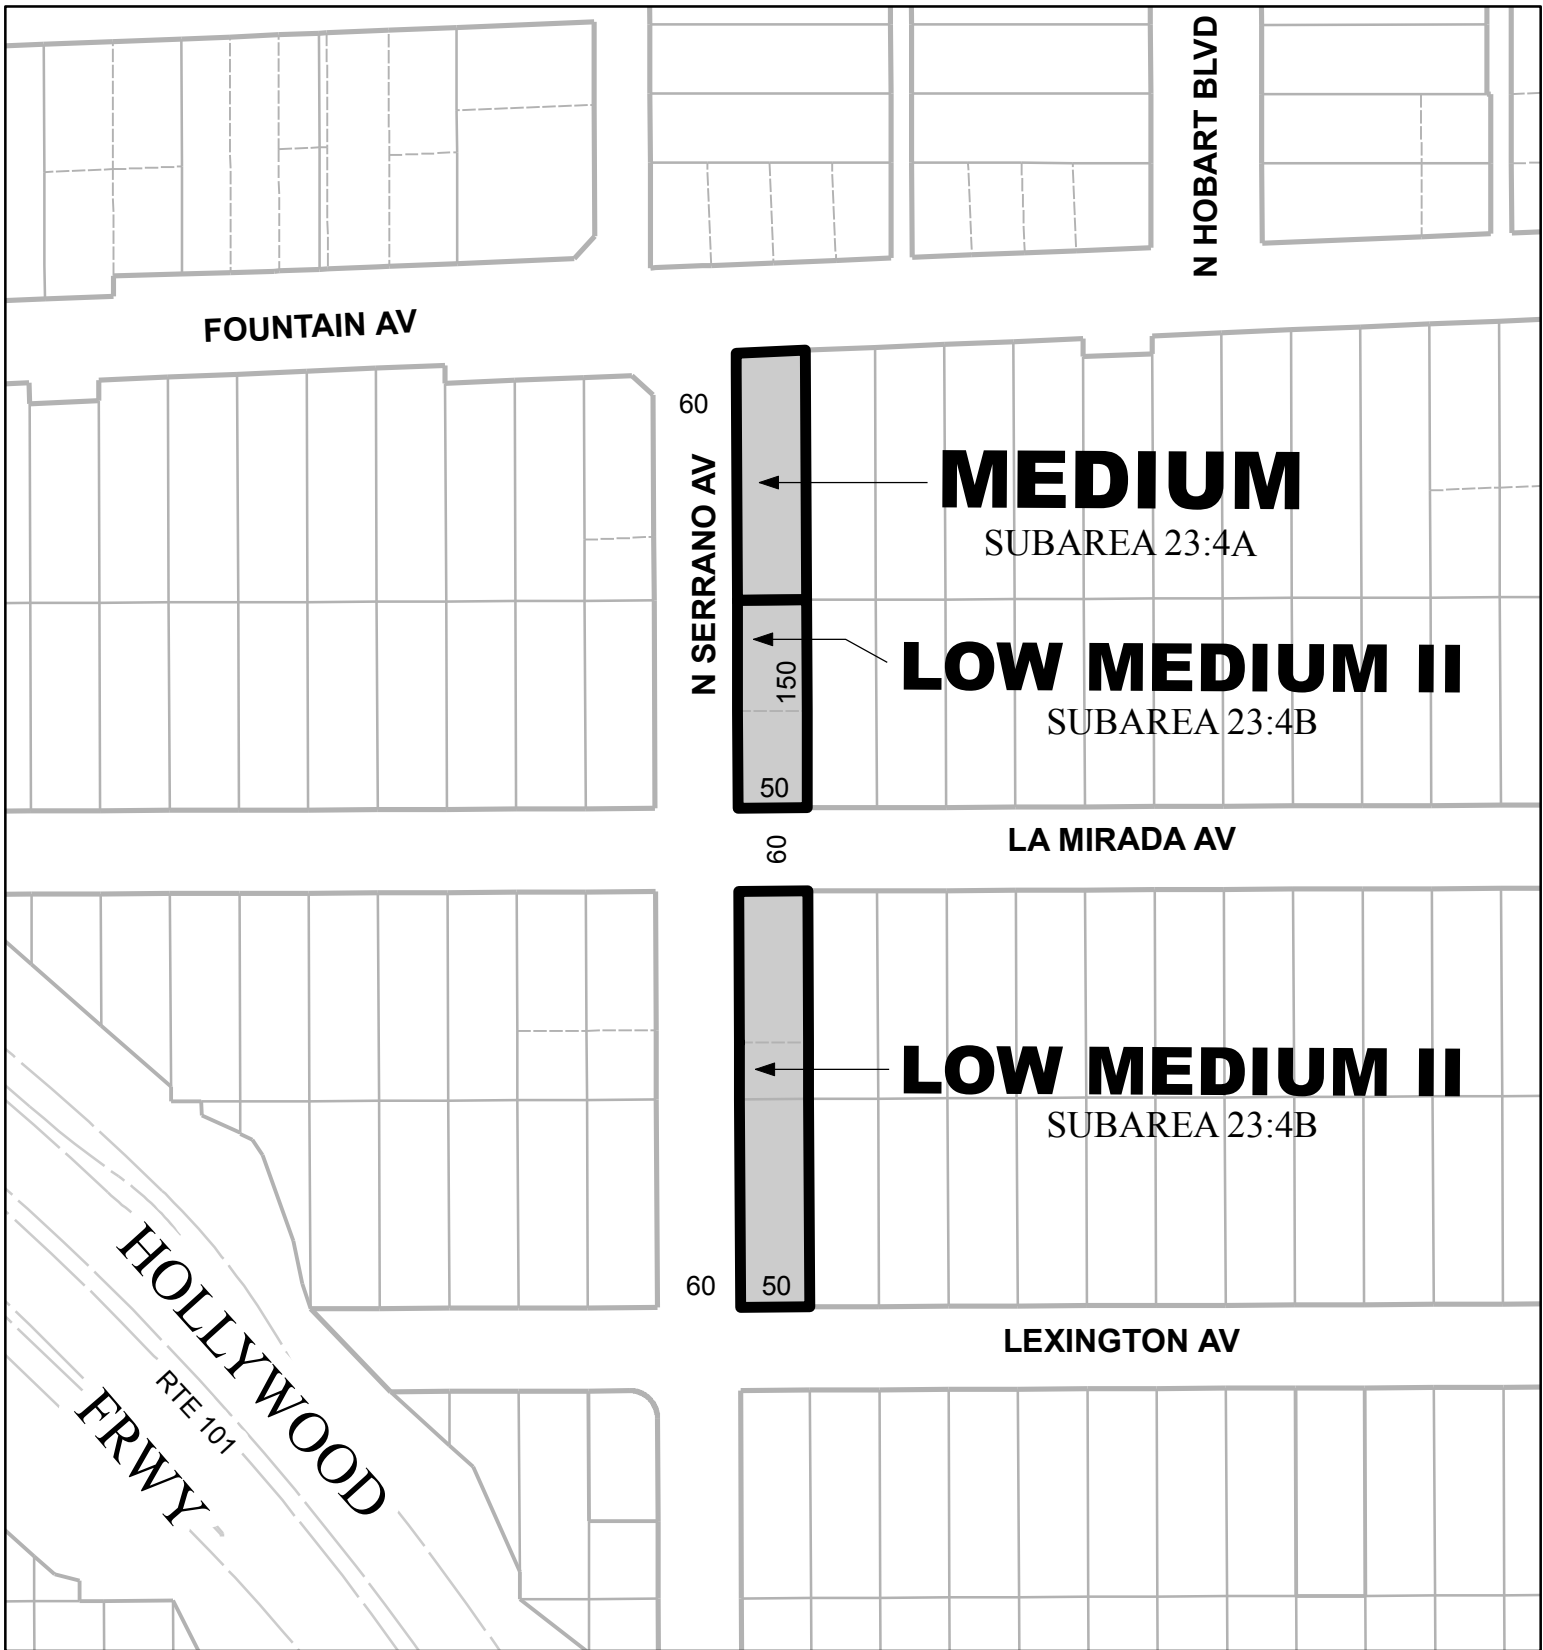 N HOBART BLVD
FOUNTAIN AV
60
N SERRANO AV
MEDIUM
SUBAREA 23:4A
LOW MEDIUM II
SUBAREA 23:4B
150
50
60
LA MIRADA AV
LOW MEDIUM II
SUBAREA 23:4B
60
50
LEXINGTON AV
HOLLYWOOD
RTE 101
FRWY